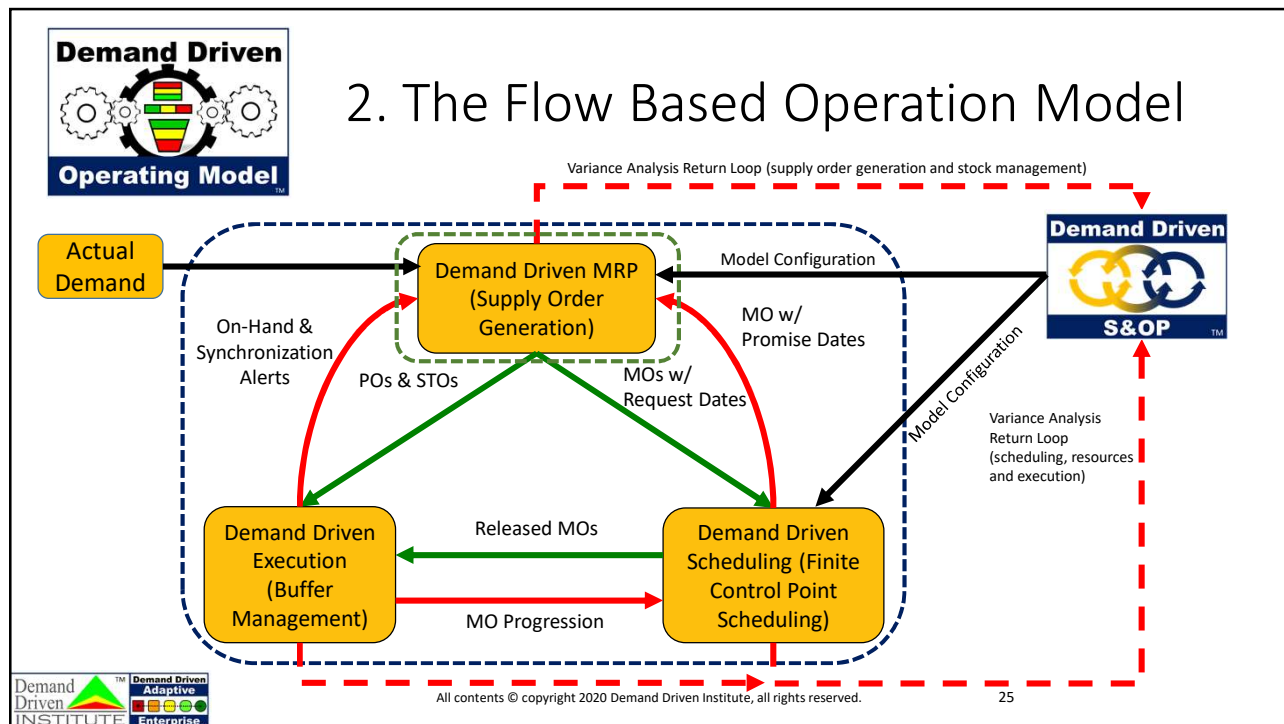 Demand Driven
Operating Model
TM
2. The Flow Based Operation Model
Variance Analysis Return Loop (supply order generation and stock management)
Actual
Demand
Demand Driven MRP
(Supply Order
Generation)
Model Configuration
Demand Driven
S&OP
TM
On-Hand &
Synchronization
Alerts
POs & STOs
MOs w/
Request Dates
MO w/
Promise Dates
Model Configuration
Variance Analysis
Return Loop
(scheduling, resources
and execution)
Demand Driven
Execution
(Buffer
Management)
Released MOs
MO Progression
Demand Driven
Scheduling (Finite
Control Point
Scheduling)
Demand
Driven
INSTITUTE
TM
Demand Driven
Adaptive
Enterprise
All contents © copyright 2020 Demand Driven Institute, all rights reserved.
25